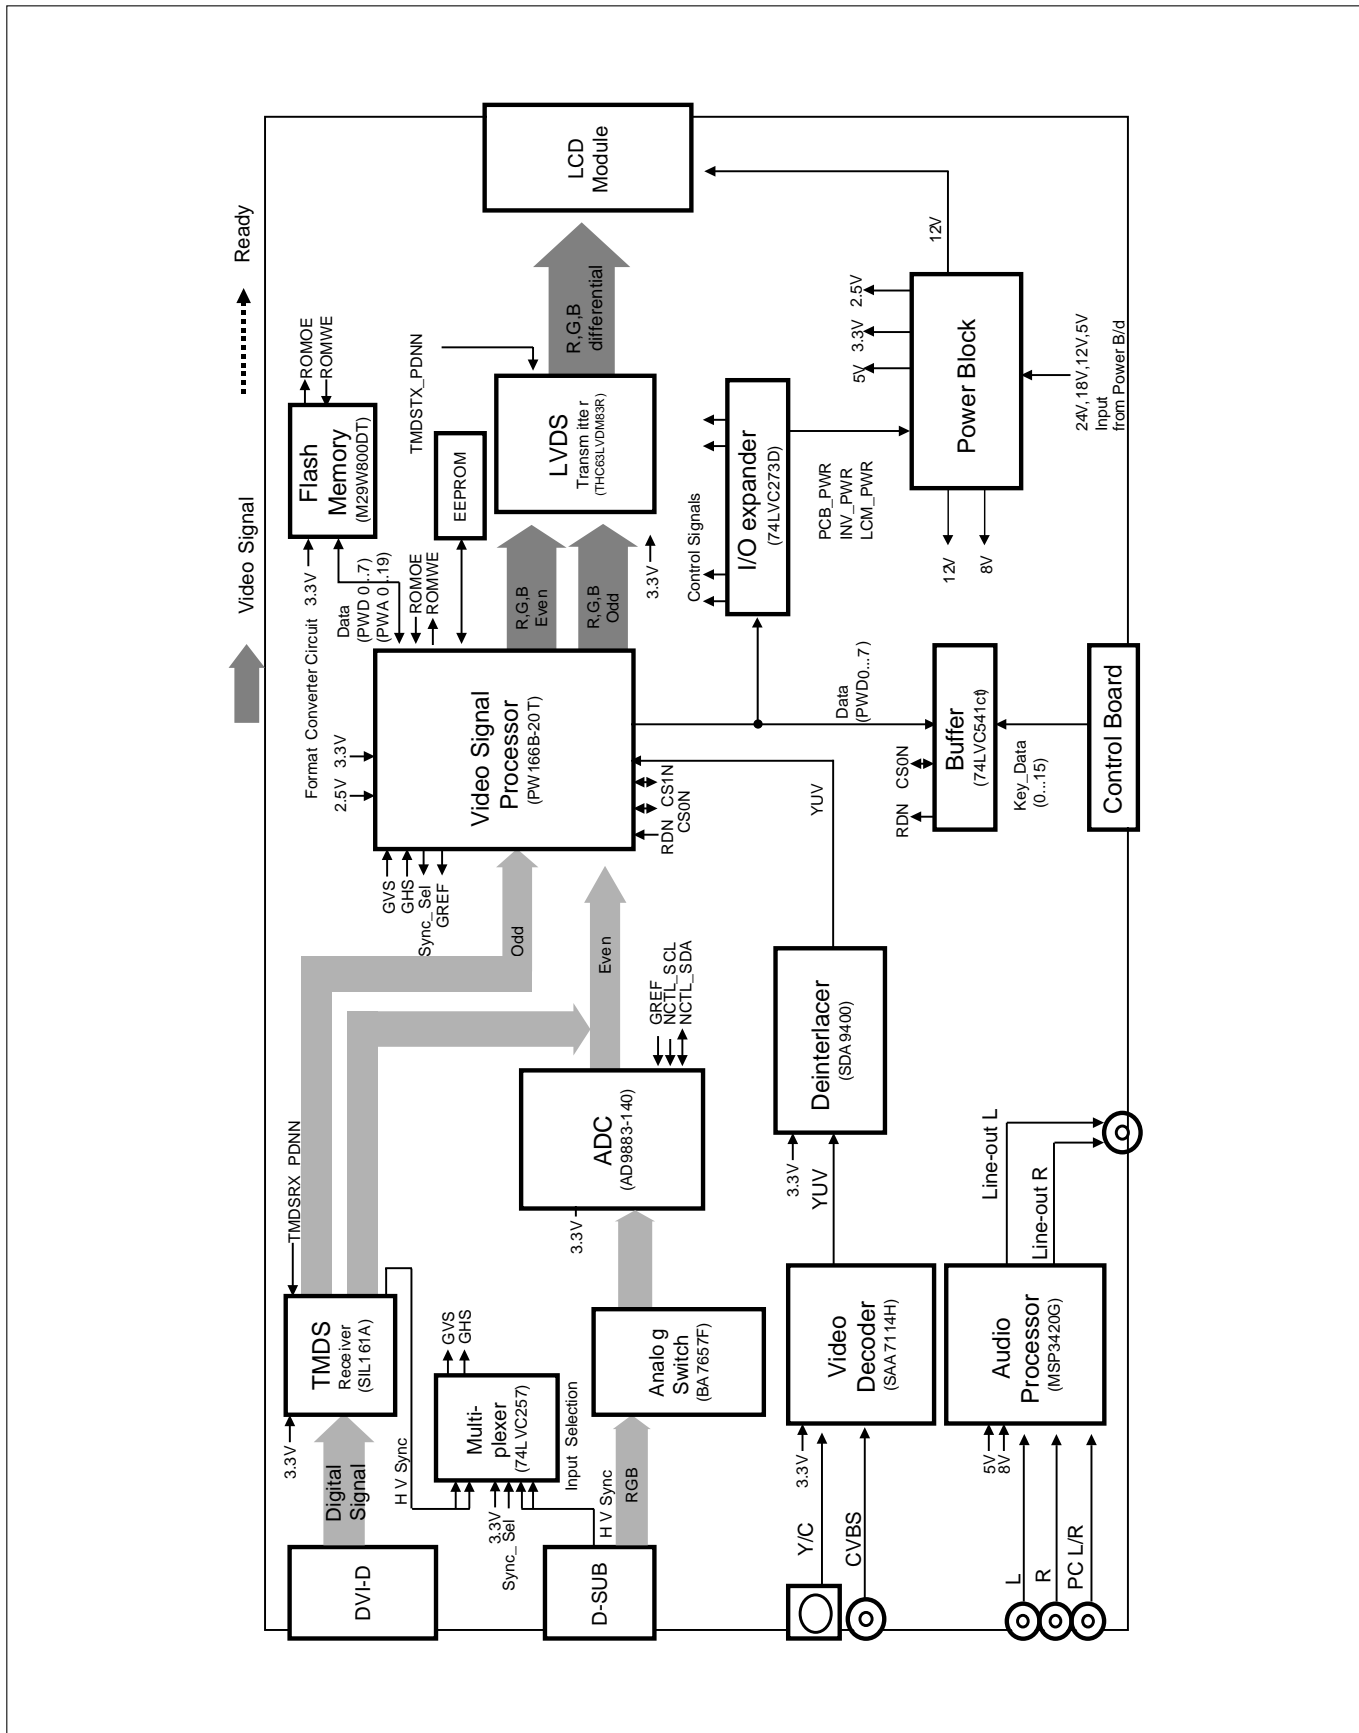 Video Signal
Ready
Format Converter Circuit
DVI-D
Digital
Signal
3.3V
TMDS
Receiver
(SIL161A)
TMDSRX PDNN
H V Sync
Multi-
plexer
(74LVC257)
GVS
GHS
3.3V
Sync_ Sel
Input Selection
D-SUB
H V Sync
RGB
Analog
Switch
(BA7657F)
ADC
(AD9883-140)
3.3V
GREF
NCTL_SCL
NCTL_SDA
Odd
Even
GVS
GHS
Sync_ Sel
GREF
2.5V
3.3V
Video Signal
Processor
(PW166B-20T)
RDN
CS0N
CS1N
3.3V
Data
(PWD 0...7)
(PWA 0...19)
ROMOE
ROMWE
Flash
Memory
(M29W800DT)
ROMOE
ROMWE
EEPROM
TMDSTX_PDNN
R,G,B
Even
R,G,B
Odd
LVDS
Transmitter
(THC63LVDM83R)
3.3V
R,G,B
differential
LCD
Module
12V
Control Signals
I/O expander
(74LVC273D)
PCB_PWR
INV_PWR
LCM_PWR
5V
3.3V
2.5V
Power Block
12V
8V
24V,18V,12V,5V
Input
from Power B/d
Data
(PWD0...7)
RDN
CS0N
Buffer
(74LVC541ct)
Key_Data
(0...15)
Control Board
YUV
Deinterlacer
(SDA9400)
3.3V
YUV
Y/C
CVBS
3.3V
Video
Decoder
(SAA7114H)
L
R
PC L/R
5V
8V
Audio
Processor
(MSP3420G)
Line-out L
Line-out R